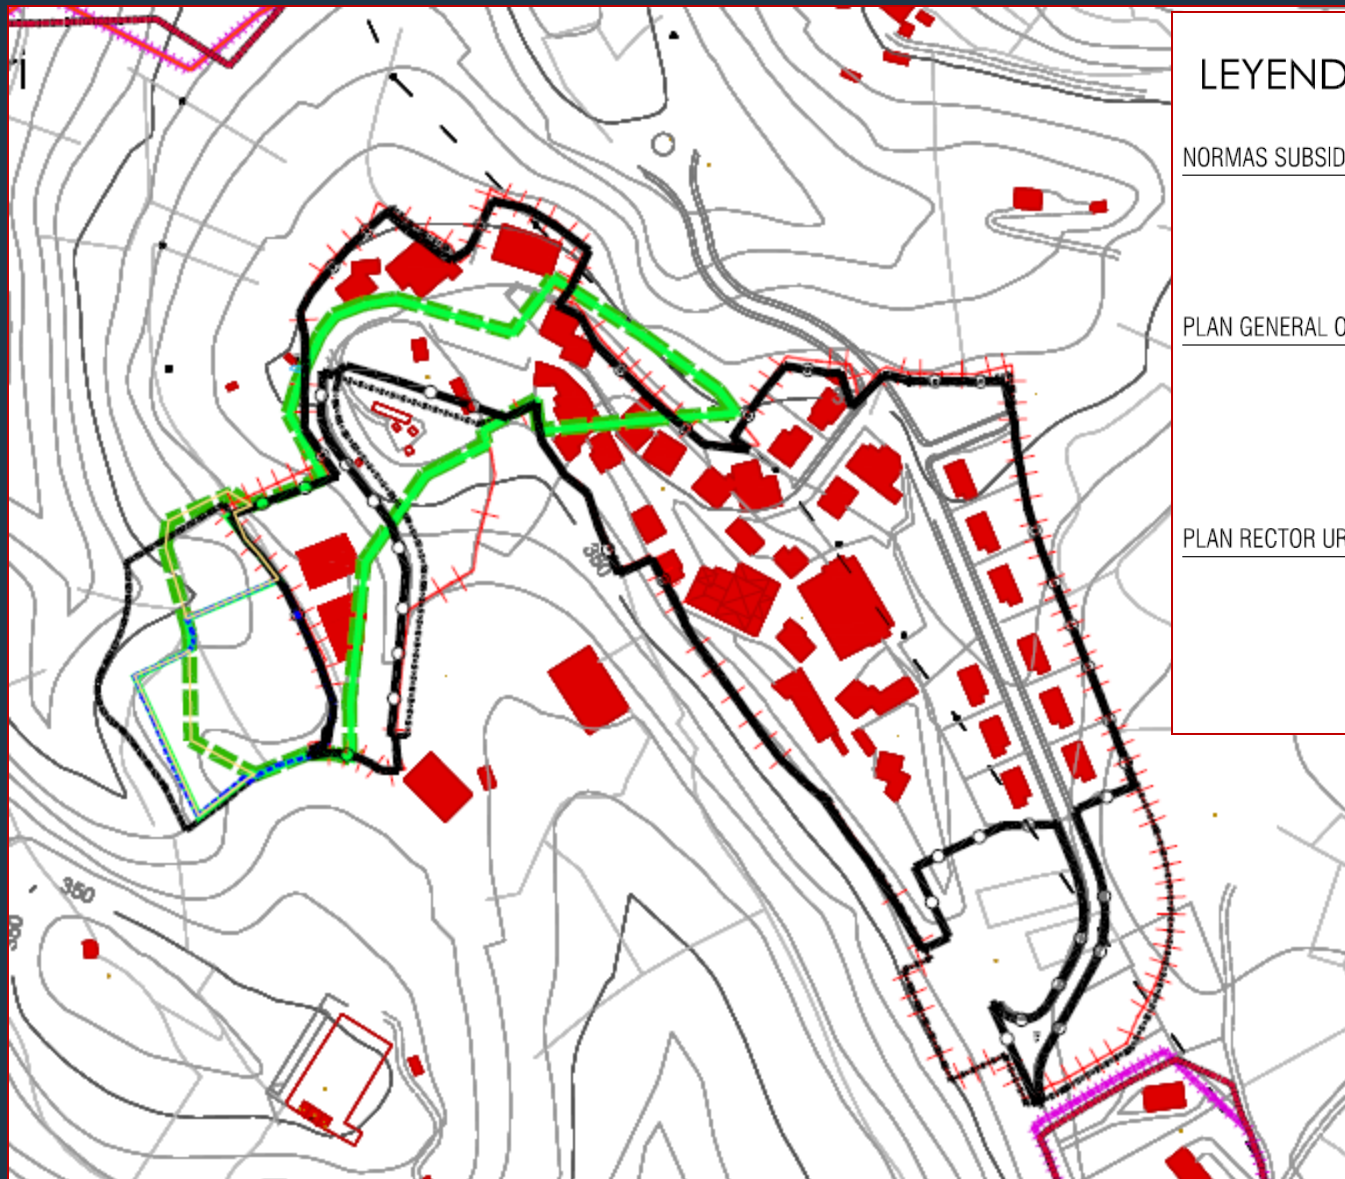 i
LEYEND
NORMAS SUBSID
PLAN GENERAL O
PLAN RECTOR UR
350
350